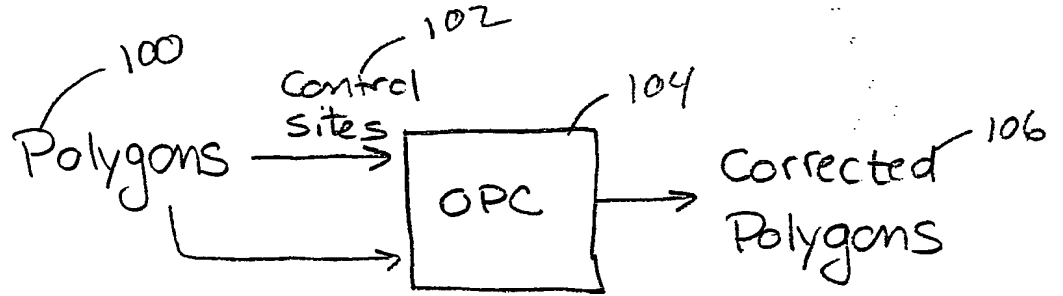 100
102
Control
sites
104
106
Polygons
OPC
Corrected
Polygons